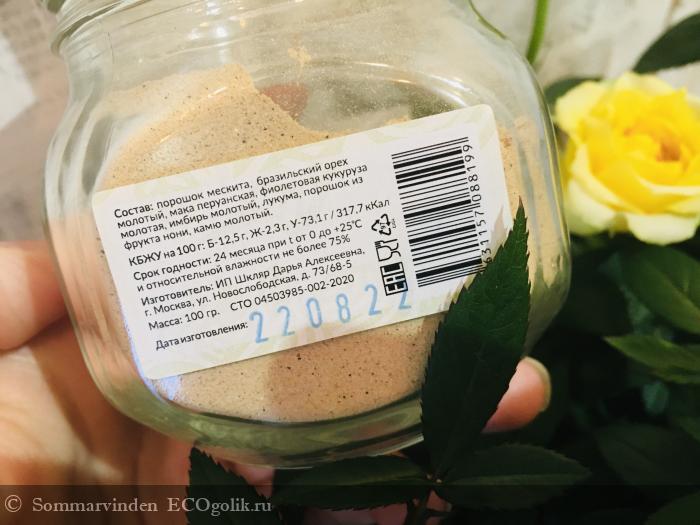 Состав: порошок мескита, бразильский орех
молотый, мака перуанская, фиолетовая кукуруза
молотая, имбирь молотый, лукума, порошок из
фрукта нони, камю молотый.
КБЖУ на 100 г: Б-12,5 г, Ж-2,3 г, У-73,1 г / 317.7 кКал
Срок годности: 24 месяца при t от 0 до +25°С
и относительной влажности не более 75%
Изготовитель: ИП Шкляр Дарья Алексеевна,
г. Москва, ул. Новослободская, д. 73/68-5
Масса: 100 гр. СТО 04503985-002-2020
Дата изготовления: 220822
EAC
631157088199
© Sommarvinden ECOgolik.ru